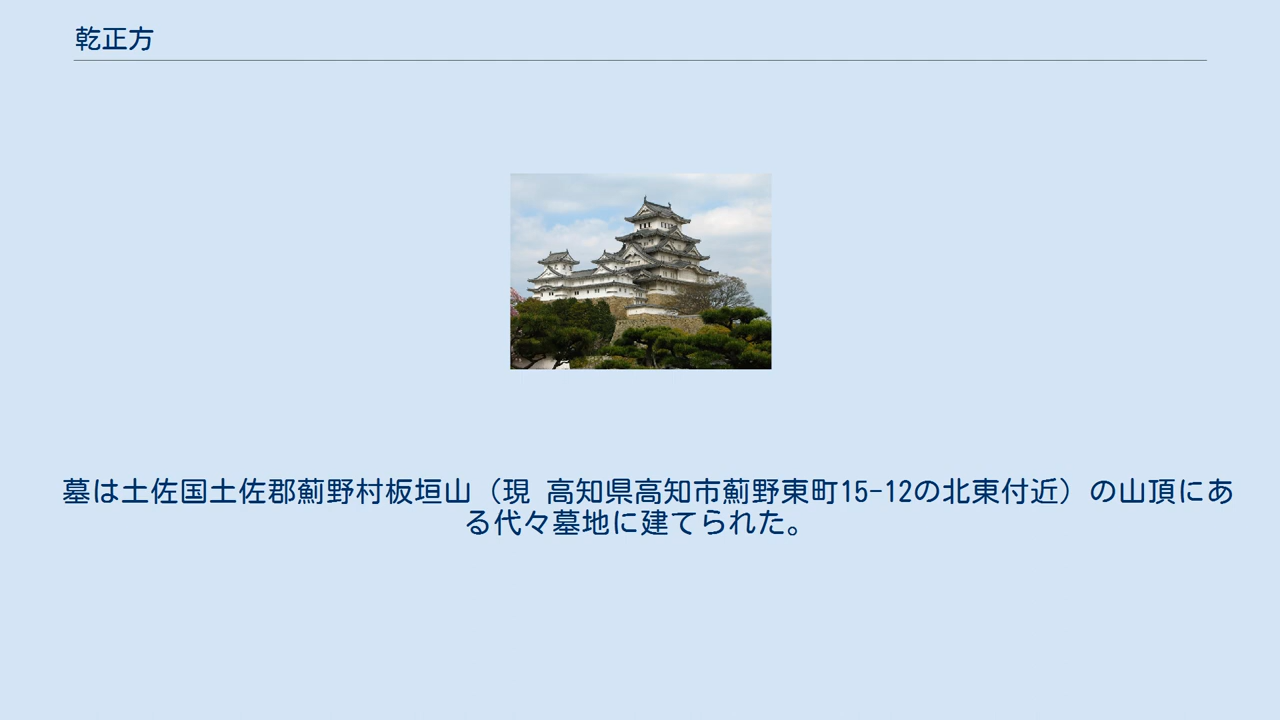 乾正方
墓は土佐国土佐郡薊野村板垣山（現 高知県高知市薊野東町15-12の北東付近）の山頂にあ
る代々墓地に建てられた。